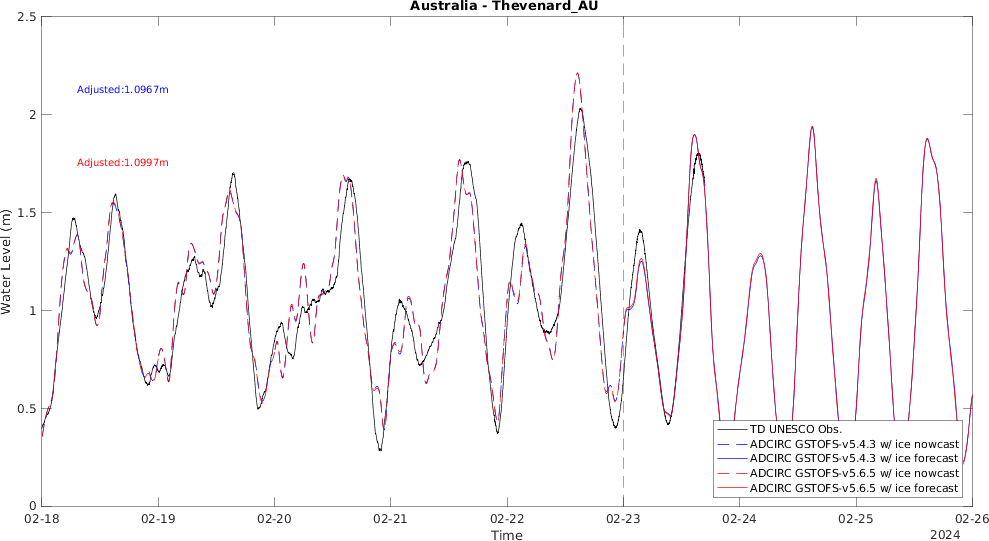 Australia - Thevenard_AU
2.5
2
1.5
1
0.5
0
Water Level (m)
Adjusted:1.0967m
Adjusted:1.0997m
TD UNESCO Obs.
ADCIRC GSTOFS-v5.4.3 w/ ice nowcast
ADCIRC GSTOFS-v5.4.3 w/ ice forecast
ADCIRC GSTOFS-v5.6.5 w/ ice nowcast
ADCIRC GSTOFS-v5.6.5 w/ ice forecast
02-18 02-19 02-20 02-21 02-22 02-23 02-24 02-25 02-26
Time
2024